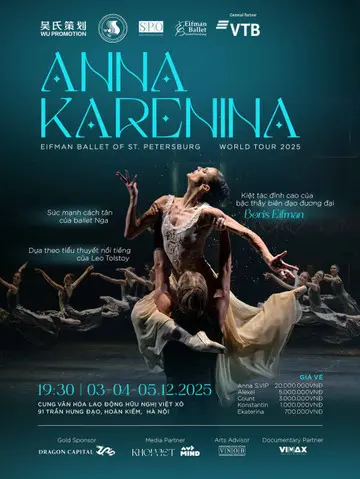 General Partner
吴氏策划
WU PROMOTION
SPO
Eifman
Ballet
VTB
ANNA
KARENINA
EIFMAN BALLET OF ST. PETERSBURG WORLD TOUR 2025
Kiệt tác đỉnh cao của
bậc thầy biên đạo đương đại
Boris Eifman
Sức mạnh cách tân
của ballet Nga
Dựa theo tiểu thuyết nổi tiếng
của Leo Tolstoy
19:30 | 03-04-05.12.2025
CUNG VĂN HÓA LAO ĐỘNG HỮU NGHỊ VIỆT XÔ
91 TRẦN HƯNG ĐẠO, HOÀN KIẾM, HÀ NỘI
GIÁ VÉ
Anna S.VIP 20.000.000VNĐ
Alexei 5.000.000VNĐ
Count 3.000.000VNĐ
Konstantin 1.000.000VNĐ
Ekaterina 700.000VNĐ
Gold Sponsor
DRAGON CAPITAL
Media Partner
KHOIVIET
MIND
Arts Advisor
VSOB
Documentary Partner
VIMAX